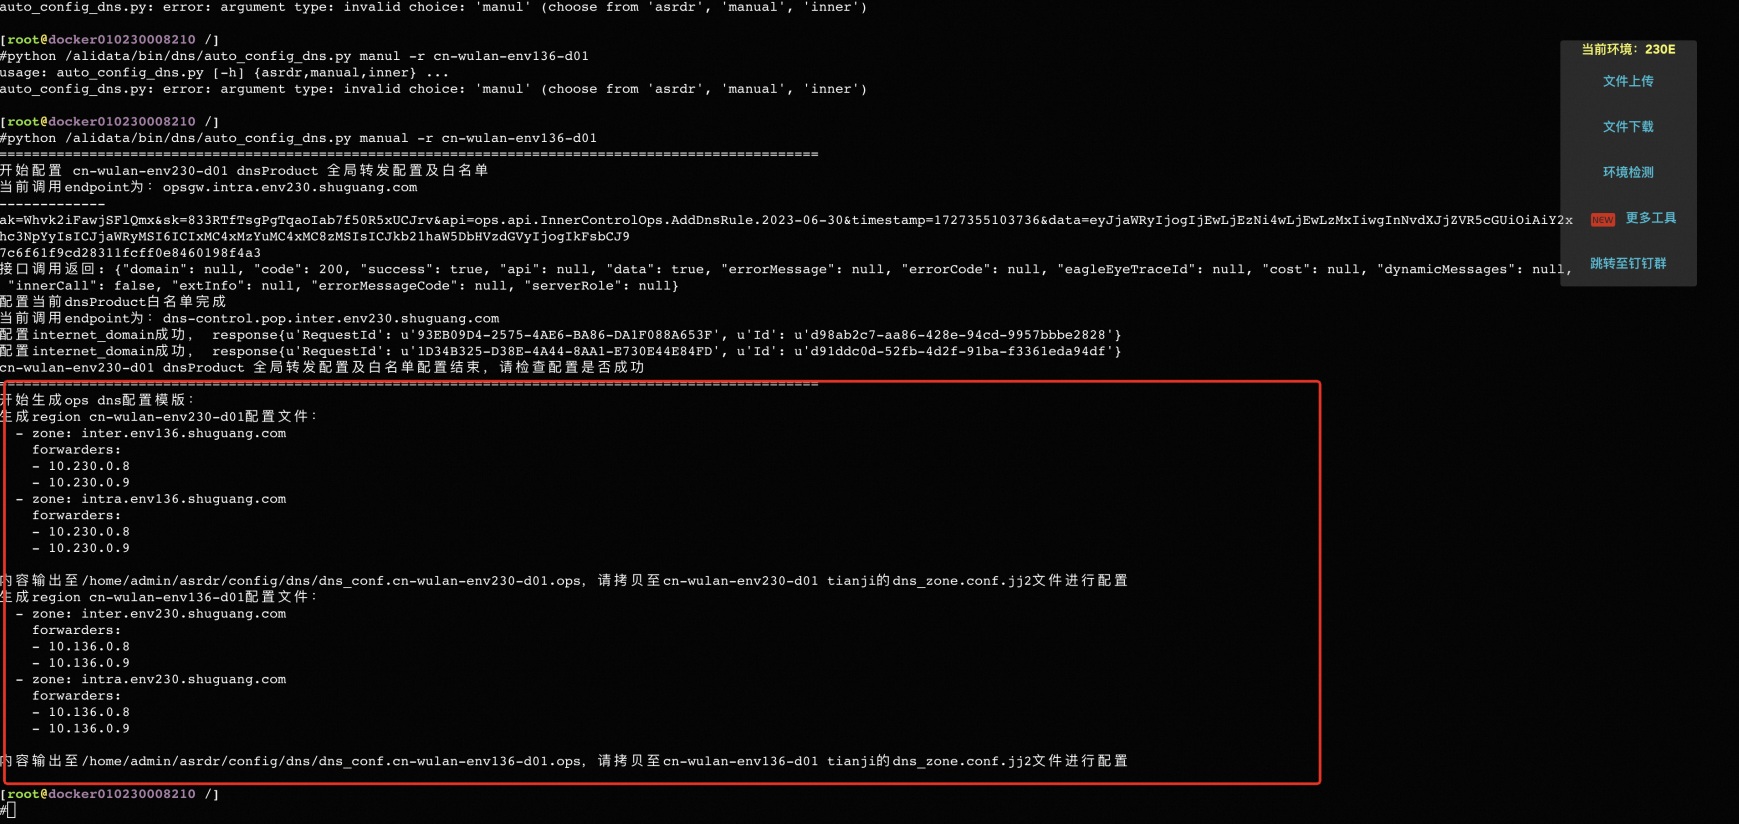 auto_config_dns.py: error: argument type: invalid choice: 'manul' (choose from 'asrdr', 'manual', 'inner')
[root@docker010230008210 /]
#python /alidata/bin/dns/auto_config_dns.py manul -r cn-wulan-env136-d01
usage: auto_config_dns.py [-h] {asrdr,manual,inner} ...
auto_config_dns.py: error: argument type: invalid choice: 'manul' (choose from 'asrdr', 'manual', 'inner')
[root@docker010230008210 /]
#python /alidata/bin/dns/auto_config_dns.py manual -r cn-wulan-env136-d01
====================================================================================================
开始配置 cn-wulan-env230-d01 dnsProduct 全局转发配置及白名单
当前调用endpoint为: opsgw.intra.env230.shuguang.com
-------------
ak=Whvk2iFawjSFlQmx&sk=833RTfTsgPgTqaoIab7f50R5xUCJrv&api=ops.api.InnerControlOps.AddDnsRule.2023-06-30&timestamp=1727355103736&data=eyJjaWRyIjogIjEwLjEzNi4wLjEwLzMxIiwgInNvdXJjZVR5cGUiOiAiY2x
hc3NpYyIsICJjaWRyMSI6ICIxMC4xMzYuMC4xMC8zMSIsICJkb2lhaW5DbHVzdGVyIjogIkFsbCJ9
7c6f61f9cd28311fcff0e8460198f4a3
接口调用返回: {"domain": null, "code": 200, "success": true, "api": null, "data": true, "errorMessage": null, "errorCode": null, "eagleEyeTraceId": null, "cost": null, "dynamicMessages": null,
"innerCall": false, "extInfo": null, "errorMessageCode": null, "serverRole": null}
配置当前dnsProduct白名单完成
当前调用endpoint为: dns-control.pop.inter.env230.shuguang.com
配置internet_domain成功, response{u'RequestId': u'93EB09D4-2575-4AE6-BA86-DA1F088A653F', u'Id': u'd98ab2c7-aa86-428e-94cd-9957bbbe2828'}
配置internet_domain成功, response{u'RequestId': u'1D34B325-D38E-4A44-8AA1-E730E44E84FD', u'Id': u'd91ddc0d-52fb-4d2f-91ba-f3361eda94df'}
cn-wulan-env230-d01 dnsProduct 全局转发配置及白名单配置结束, 请检查配置是否成功
====================================================================================================
开始生成ops dns配置模版:
生成region cn-wulan-env230-d01配置文件:
- zone: inter.env136.shuguang.com
forwarders:
- 10.230.0.8
- 10.230.0.9
- zone: intra.env136.shuguang.com
forwarders:
- 10.230.0.8
- 10.230.0.9
内容输出至/home/admin/asrdr/config/dns/dns_conf.cn-wulan-env230-d01.ops, 请拷贝至cn-wulan-env230-d01 tianji的dns_zone.conf.jj2文件进行配置
生成region cn-wulan-env136-d01配置文件:
- zone: inter.env230.shuguang.com
forwarders:
- 10.136.0.8
- 10.136.0.9
- zone: intra.env230.shuguang.com
forwarders:
- 10.136.0.8
- 10.136.0.9
内容输出至/home/admin/asrdr/config/dns/dns_conf.cn-wulan-env136-d01.ops, 请拷贝至cn-wulan-env136-d01 tianji的dns_zone.conf.jj2文件进行配置
[root@docker010230008210 /]
#
当前环境: 230E
文件上传
文件下载
环境检测
NEW 更多工具
跳转至钉钉群